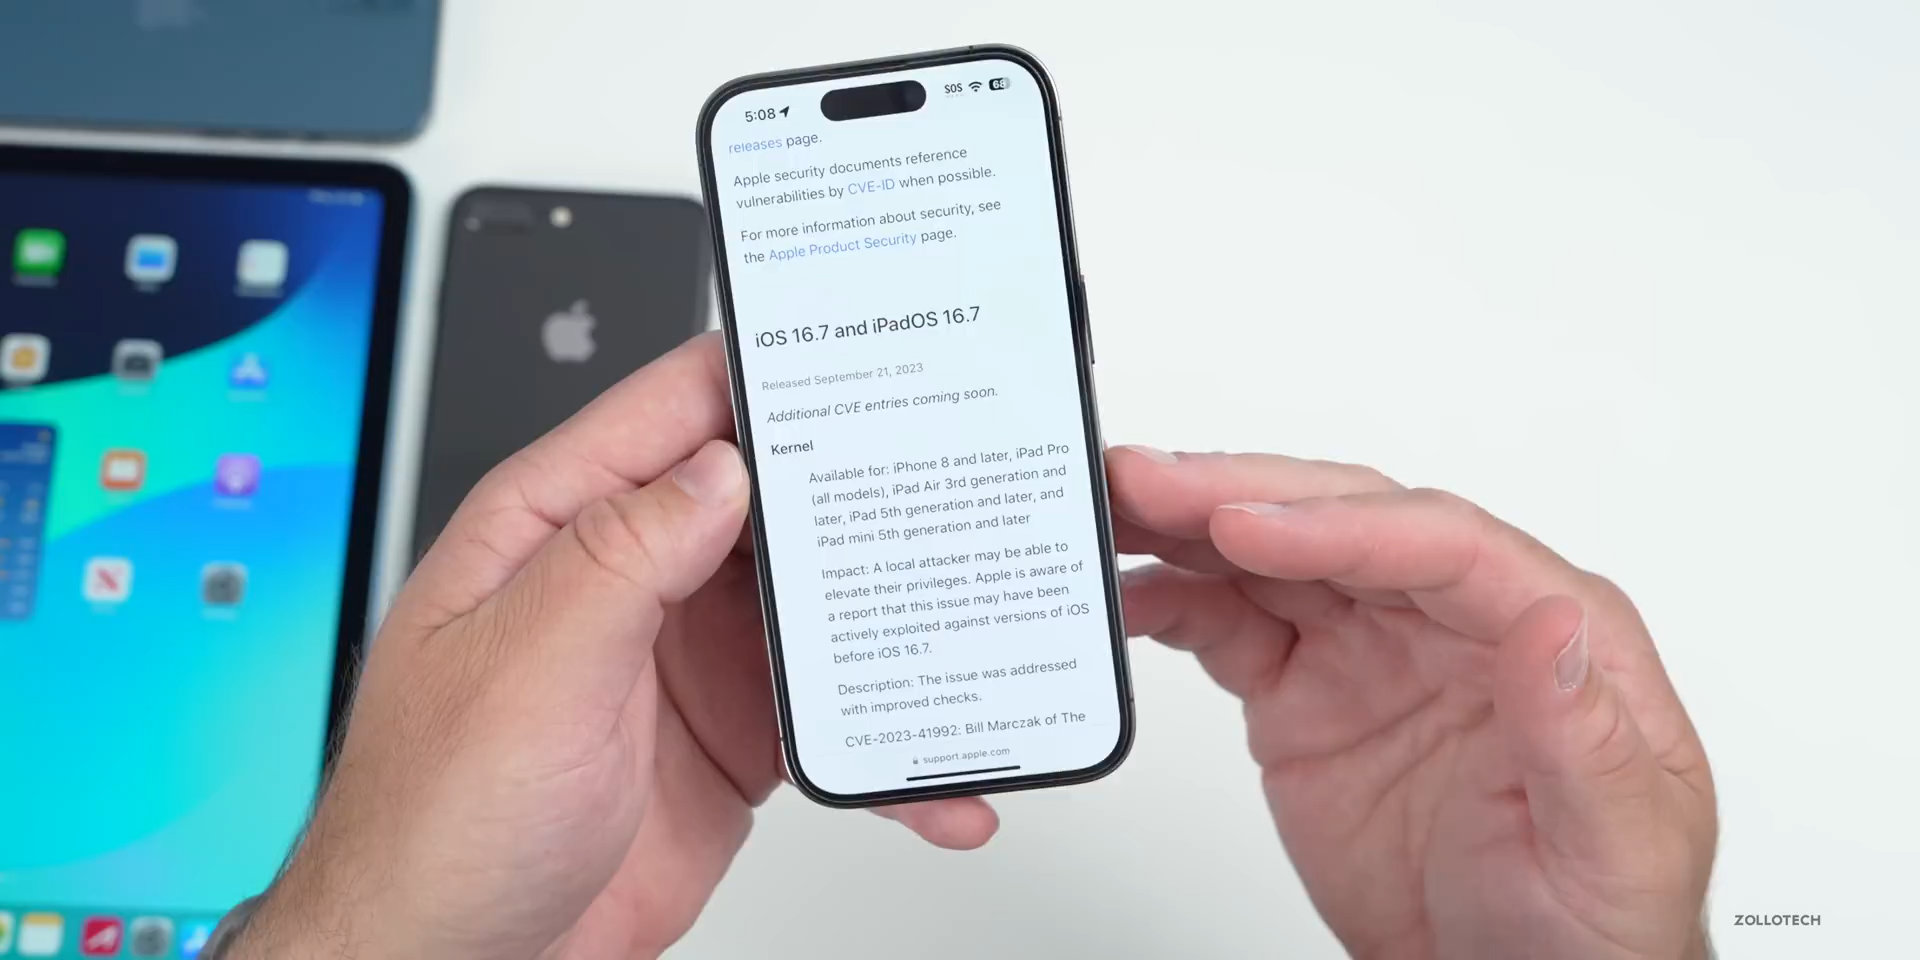 5:08
SOS
68
releases page.
Apple security documents reference
vulnerabilities by CVE-ID when possible.
For more information about security, see
the Apple Product Security page.
iOS 16.7 and iPadOS 16.7
Released September 21, 2023
Additional CVE entries coming soon.
Kernel
Available for: iPhone 8 and later, iPad Pro
(all models), iPad Air 3rd generation and
later, iPad 5th generation and later, and
iPad mini 5th generation and later
Impact: A local attacker may be able to
elevate their privileges. Apple is aware of
a report that this issue may have been
actively exploited against versions of iOS
before iOS 16.7.
Description: The issue was addressed
with improved checks.
CVE-2023-41992: Bill Marczak of The
support.apple.com
ZOLLOTECH